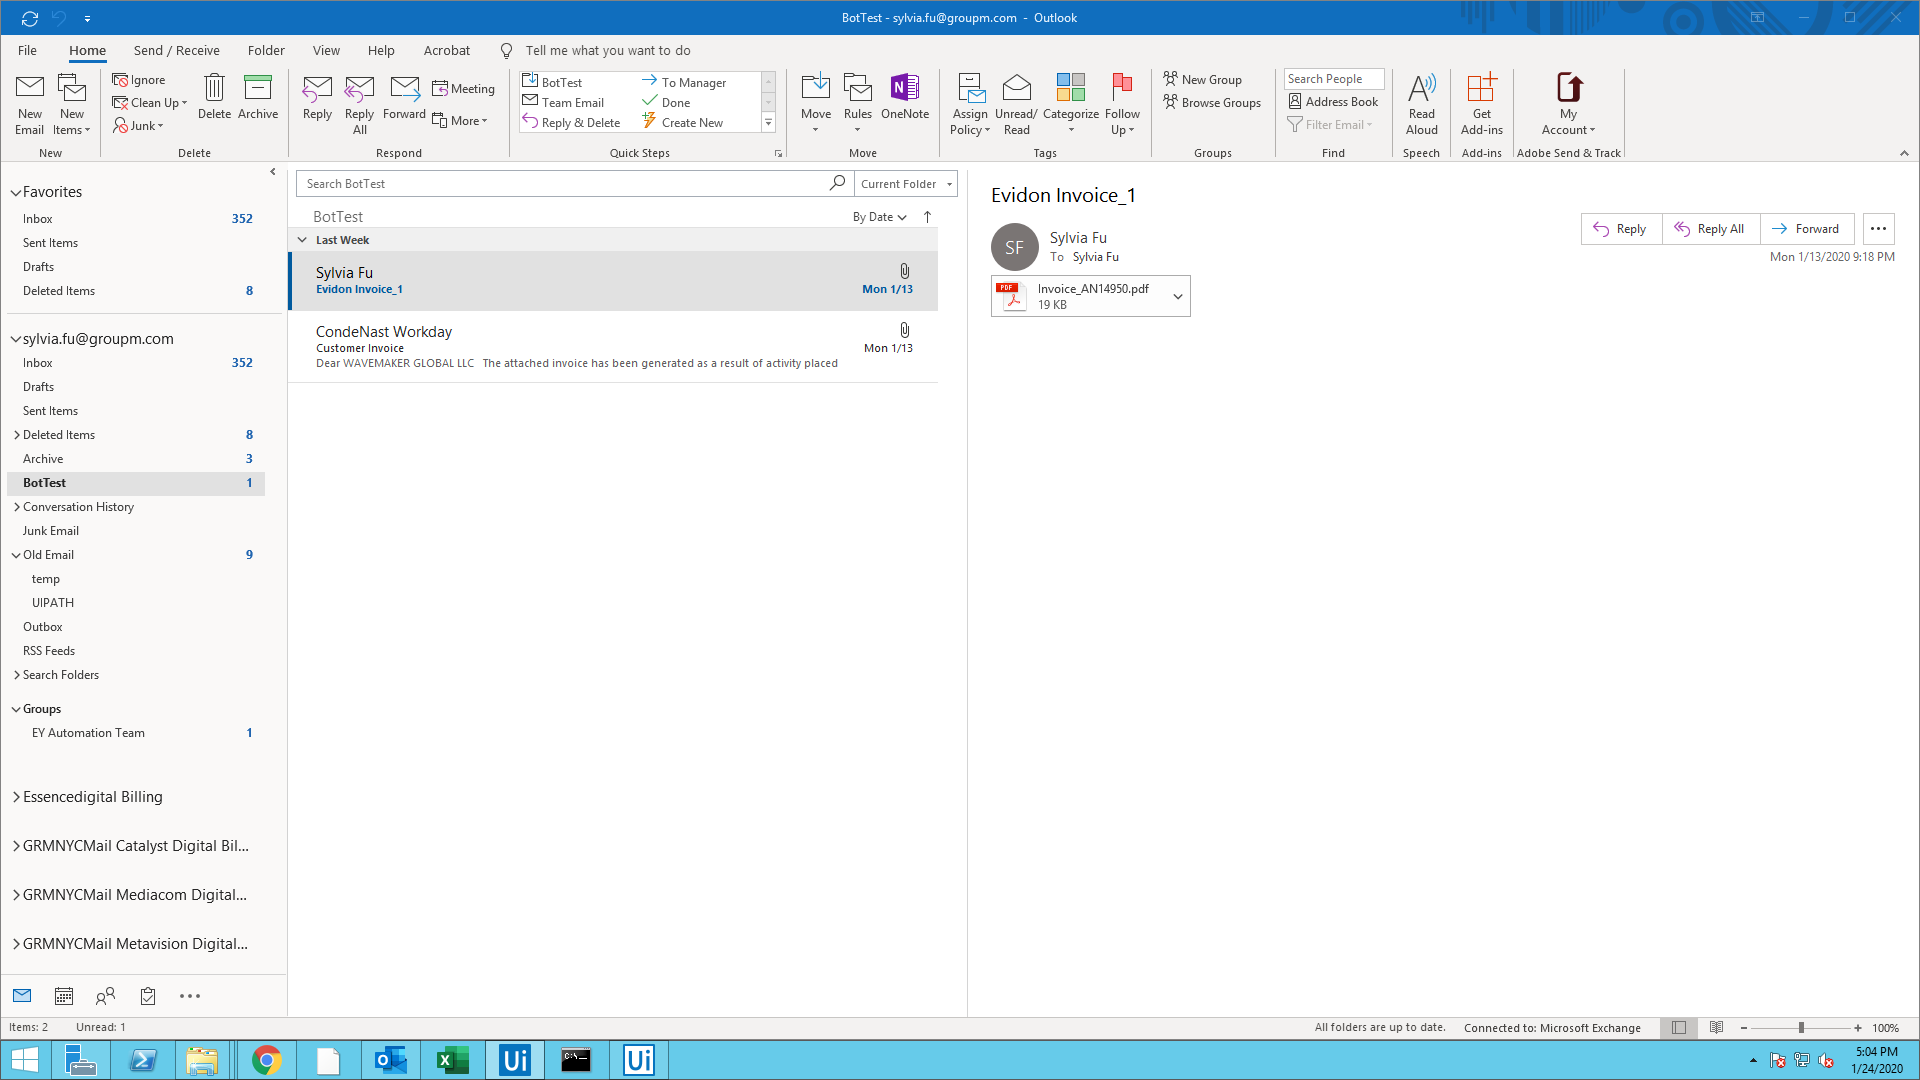 BotTest - sylvia.fu@groupm.com - Outlook
File Home Send / Receive Folder View Help Acrobat Tell me what you want to do
New Email
New Items
New
Ignore
Clean Up
Junk
Delete
Archive
Delete
Reply
Reply All
Forward
Meeting
More
Respond
BotTest
Team Email
Reply & Delete
To Manager
Done
Create New
Quick Steps
Move
Rules
OneNote
Move
Assign Policy
Unread/ Read
Categorize
Follow Up
Tags
New Group
Browse Groups
Groups
Search People
Address Book
Filter Email
Find
Read Aloud
Speech
Get Add-ins
Add-ins
My Account
Adobe Send & Track
Favorites
Inbox 352
Sent Items
Drafts
Deleted Items 8
sylvia.fu@groupm.com
Inbox 352
Drafts
Sent Items
Deleted Items 8
Archive 3
BotTest 1
Conversation History
Junk Email
Old Email 9
temp
UIPATH
Outbox
RSS Feeds
Search Folders
Groups
EY Automation Team 1
Essencedigital Billing
GRMNYCMail Catalyst Digital Bil...
GRMNYCMail Mediacom Digital...
GRMNYCMail Metavision Digital...
Search BotTest Current Folder
BotTest By Date
Last Week
Sylvia Fu
Evidon Invoice_1 Mon 1/13
CondeNast Workday
Customer Invoice Mon 1/13
Dear WAVEMAKER GLOBAL LLC The attached invoice has been generated as a result of activity placed
Evidon Invoice_1
SF
Sylvia Fu
To Sylvia Fu
Reply Reply All Forward
Mon 1/13/2020 9:18 PM
PDF
Invoice_AN14950.pdf
19 KB
Items: 2 Unread: 1
All folders are up to date. Connected to: Microsoft Exchange 100%
Ui
C:\_
Ui
5:04 PM
1/24/2020